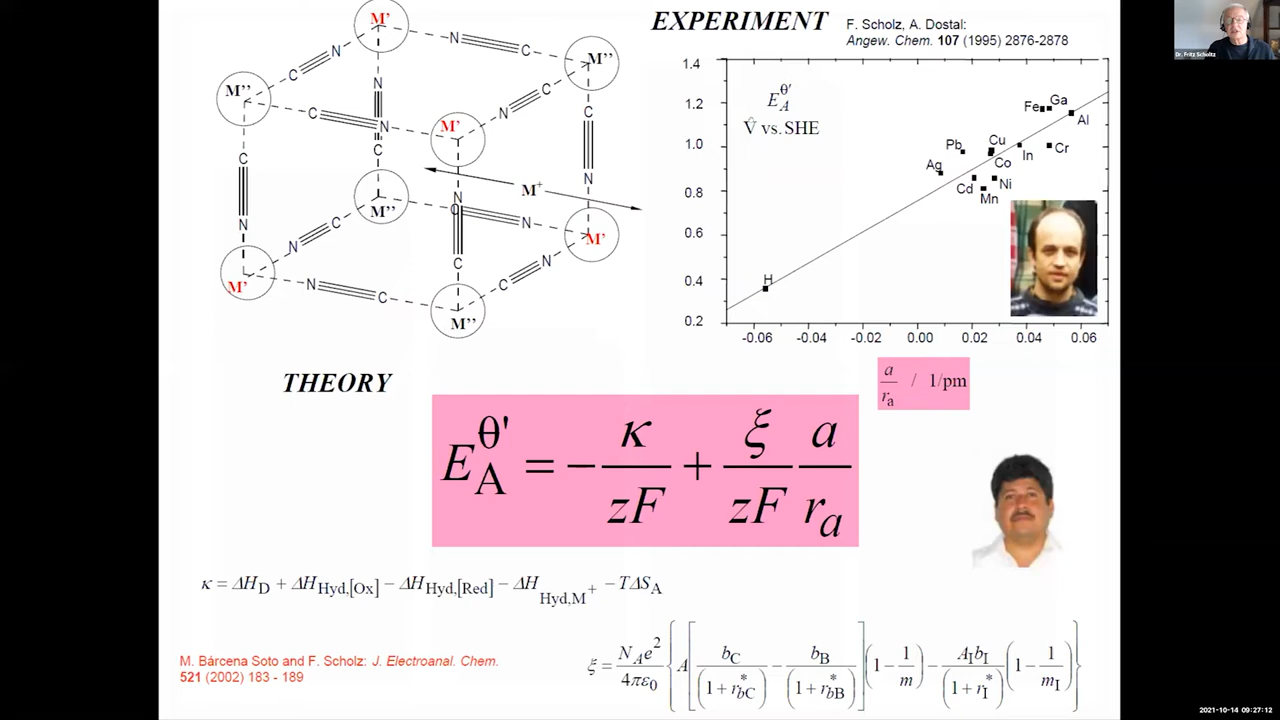 EXPERIMENT
F. Scholz, A. Dostal:
Angew. Chem. 107 (1995) 2876-2878
Dr. Fritz Scholtz
M'
N
C
M''
N
C
M''
N
C
C
N
M'
N
C
C
N
C
C
M+
N
M''
N
C
N
N
M'
N
C
N
M'
N
C
C
N
M''
1.4
1.2
1.0
0.8
0.6
0.4
0.2
E_A^θ'
V vs. SHE
Fe
Ga
Al
Pb
Cu
Co
In
Cr
Ag
Cd
Ni
Mn
H
-0.06
-0.04
-0.02
0.00
0.02
0.04
0.06
a/r_a / 1/pm
THEORY
E_A^θ' = − κ/zF + ξ/zF a/r_a
κ = ΔH_D + ΔH_Hyd,[Ox] − ΔH_Hyd,[Red] − ΔH_Hyd,M+ − TΔS_A
M. Bárcena Soto and F. Scholz: J. Electroanal. Chem.
521 (2002) 183 - 189
ξ = N_A e²/4πε₀ { A [ b_C/(1 + r*_bC) − b_B/(1 + r*_bB) ] (1 − 1/m) − A_I b_I/(1 + r*_I) (1 − 1/m_I) }
2021-10-14 09:27:12